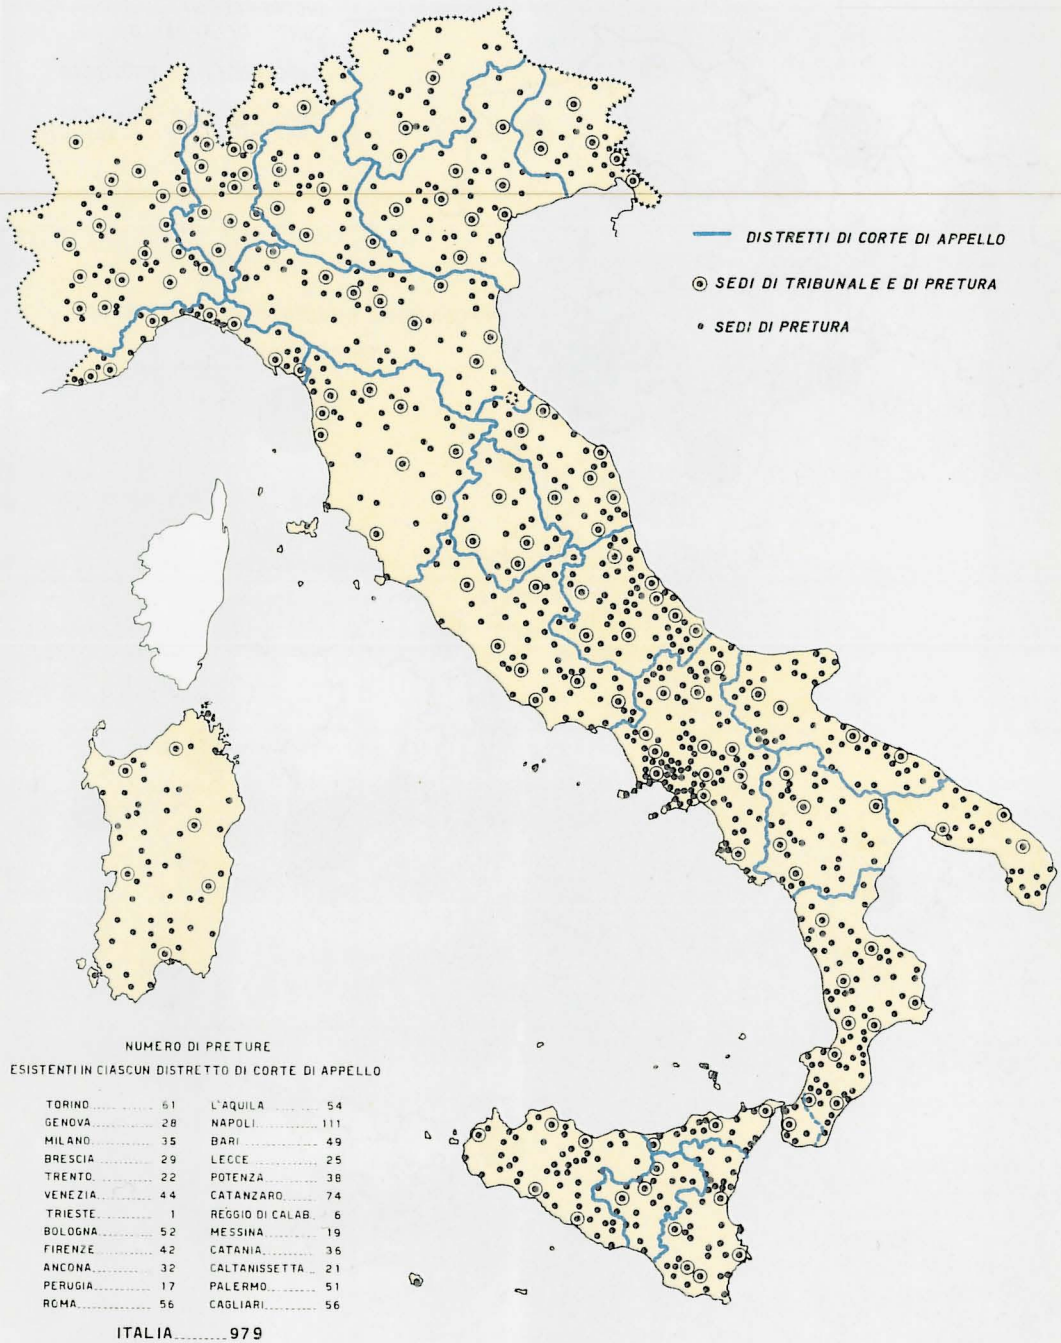 DISTRETTI DI CORTE DI APPELLO
SEDI DI TRIBUNALE E DI PRETURA
SEDI DI PRETURA
NUMERO DI PRETURE
ESISTENTI IN CIASCUN DISTRETTO DI CORTE DI APPELLO
TORINO 61
GENOVA 28
MILANO 35
BRESCIA 29
TRENTO 22
VENEZIA 44
TRIESTE 1
BOLOGNA 52
FIRENZE 42
ANCONA 32
PERUGIA 17
ROMA 56
L'AQUILA 54
NAPOLI 111
BARI 49
LECCE 25
POTENZA 38
CATANZARO 74
REGGIO DI CALAB. 6
MESSINA 19
CATANIA 36
CALTANISSETTA 21
PALERMO 51
CAGLIARI 56
ITALIA 979